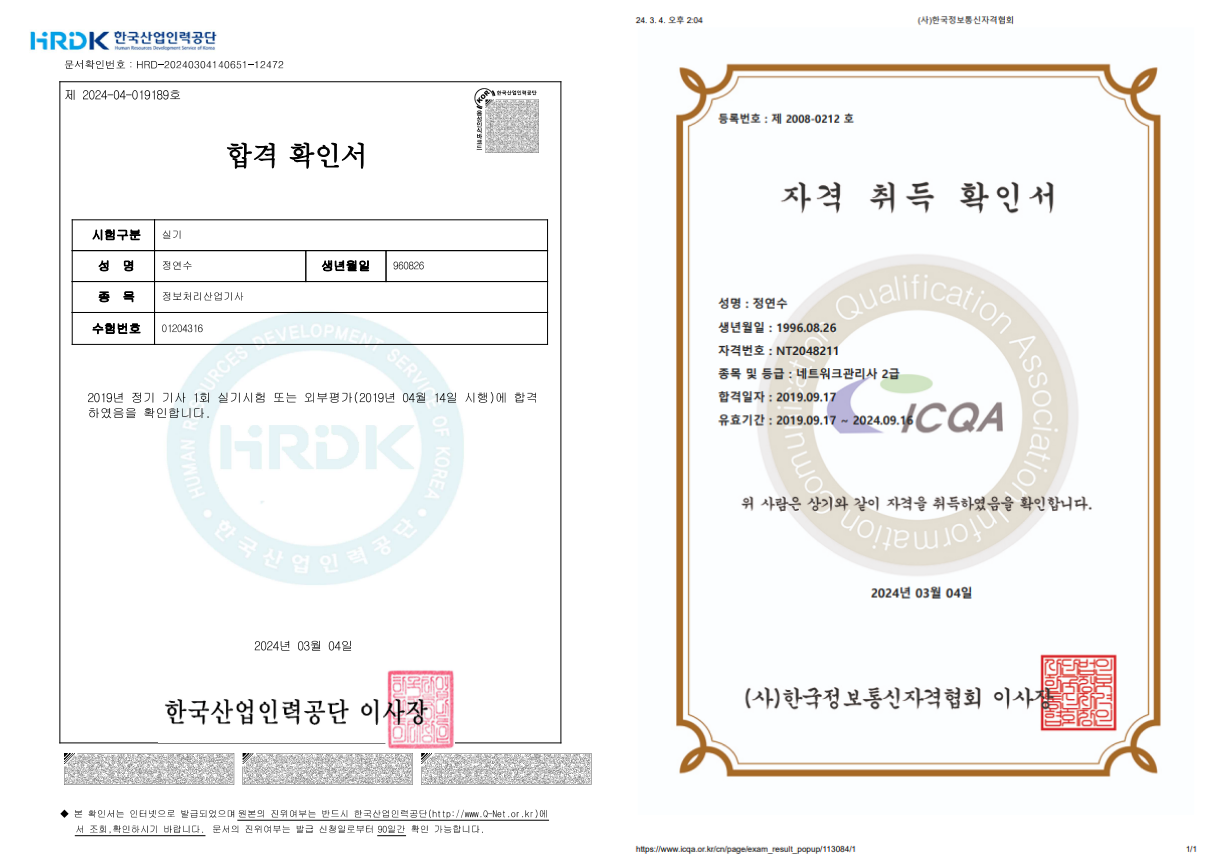 HRDK 한국산업인력공단
Human Resources Development Service of Korea
문서확인번호 : HRD-20240304140651-12472
제 2024-04-019189호
한국산업인력공단
합격 확인서
시험구분 실기
성 명 정연수 생년월일 960826
종 목 정보처리산업기사
수험번호 01204316
HUMAN RESOURCES DEVELOPMENT SERVICE OF KOREA
2019년 정기 기사 1회 실기시험 또는 외부평가(2019년 04월 14일 시행)에 합격
하였음을 확인합니다.
HRDK
한국산업인력공단
2024년 03월 04일
한국산업인력공단 이사장
◆ 본 확인서는 인터넷으로 발급되었으며 원본의 진위여부는 반드시 한국산업인력공단(http://www.Q-Net.or.kr)에
서 조회,확인하시기 바랍니다. 문서의 진위여부는 발급 신청일로부터 90일간 확인 가능합니다.
24. 3. 4. 오후 2:04 (사)한국정보통신자격협회
등록번호 : 제 2008-0212 호
자격 취득 확인서
Information Communication Qualification Association
성명 : 정연수
생년월일 : 1996.08.26
자격번호 : NT2048211
종목 및 등급 : 네트워크관리사 2급
합격일자 : 2019.09.17
유효기간 : 2019.09.17 ~ 2024.09.16
ICQA
위 사람은 상기와 같이 자격을 취득하였음을 확인합니다.
2024년 03월 04일
(사)한국정보통신자격협회 이사장
https://www.icqa.or.kr/cn/page/exam_result_popup/113084/1 1/1